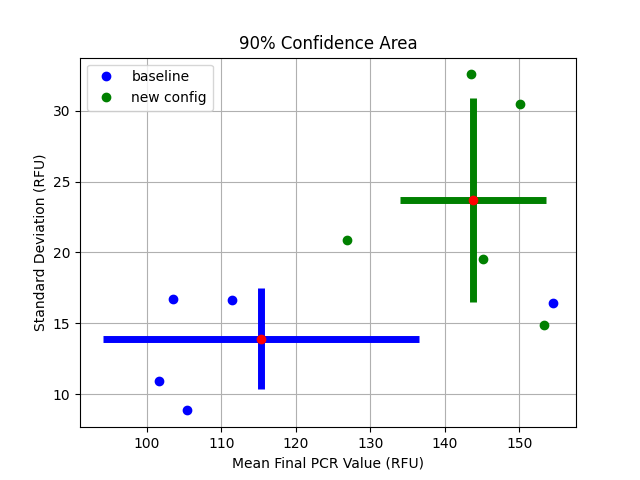 90% Confidence Area
baseline
new config
Standard Deviation (RFU)
30
25
20
15
10
100 110 120 130 140 150
Mean Final PCR Value (RFU)